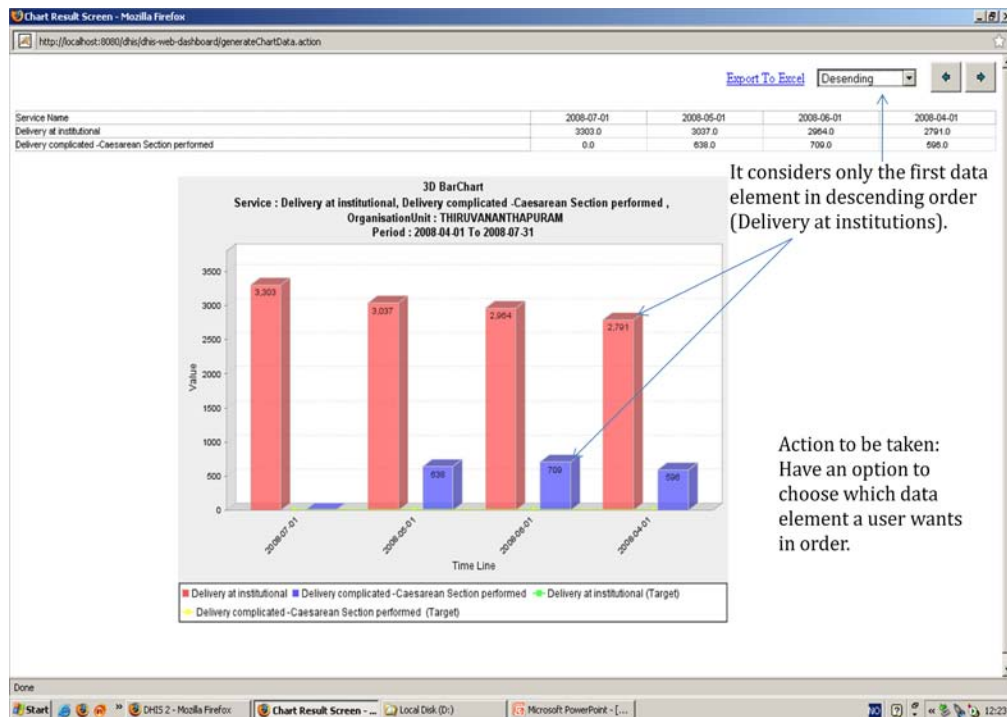 Chart Result Screen - Mozilla Firefox
http://localhost:8080/dhis/dhis-web-dashboard/generateChartData.action
Export To Excel Desending
Service Name 2008-07-01 2008-05-01 2008-06-01 2008-04-01
Delivery at institutional 3303.0 3037.0 2964.0 2791.0
Delivery complicated -Caesarean Section performed 0.0 638.0 709.0 596.0
It considers only the first data
element in descending order
(Delivery at institutions).
3D BarChart
Service : Delivery at institutional, Delivery complicated -Caesarean Section performed ,
OrganisationUnit : THIRUVANANTHAPURAM
Period : 2008-04-01 To 2008-07-31
Value
3500
3000
2500
2000
1500
1000
500
0
3,303
3,037
2,964
2,791
638
709
596
2008-07-01
2008-05-01
2008-06-01
2008-04-01
Time Line
Delivery at institutional Delivery complicated -Caesarean Section performed Delivery at institutional (Target)
Delivery complicated -Caesarean Section performed (Target)
Action to be taken:
Have an option to
choose which data
element a user wants
in order.
Done
Start DHIS 2 - Mozilla Firefox Chart Result Screen - ... Local Disk (D:) Microsoft PowerPoint - [... NO 12:22